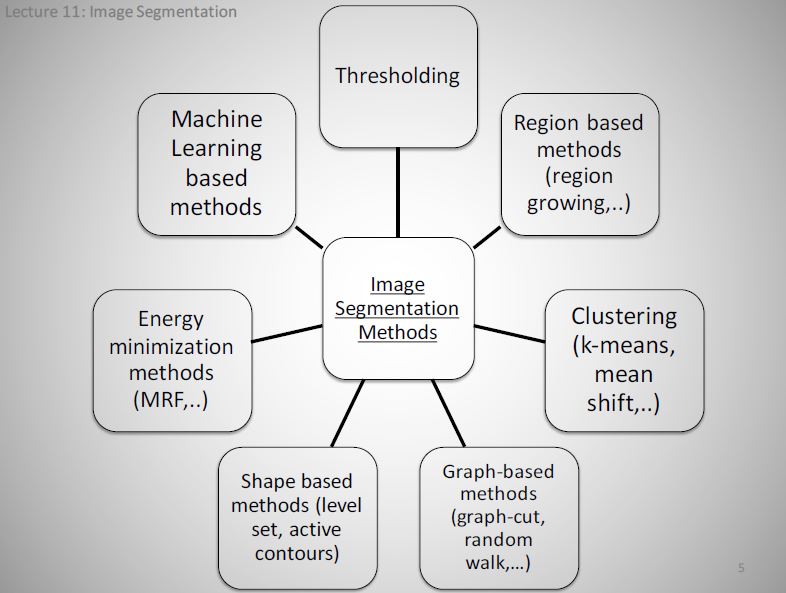 Lecture 11: Image Segmentation
Thresholding
Machine
Learning
based
methods
Region based
methods
(region
growing,..)
Image
Segmentation
Methods
Energy
minimization
methods
(MRF,..)
Clustering
(k-means,
mean
shift,..)
Shape based
methods (level
set, active
contours)
Graph-based
methods
(graph-cut,
random
walk,...)
5